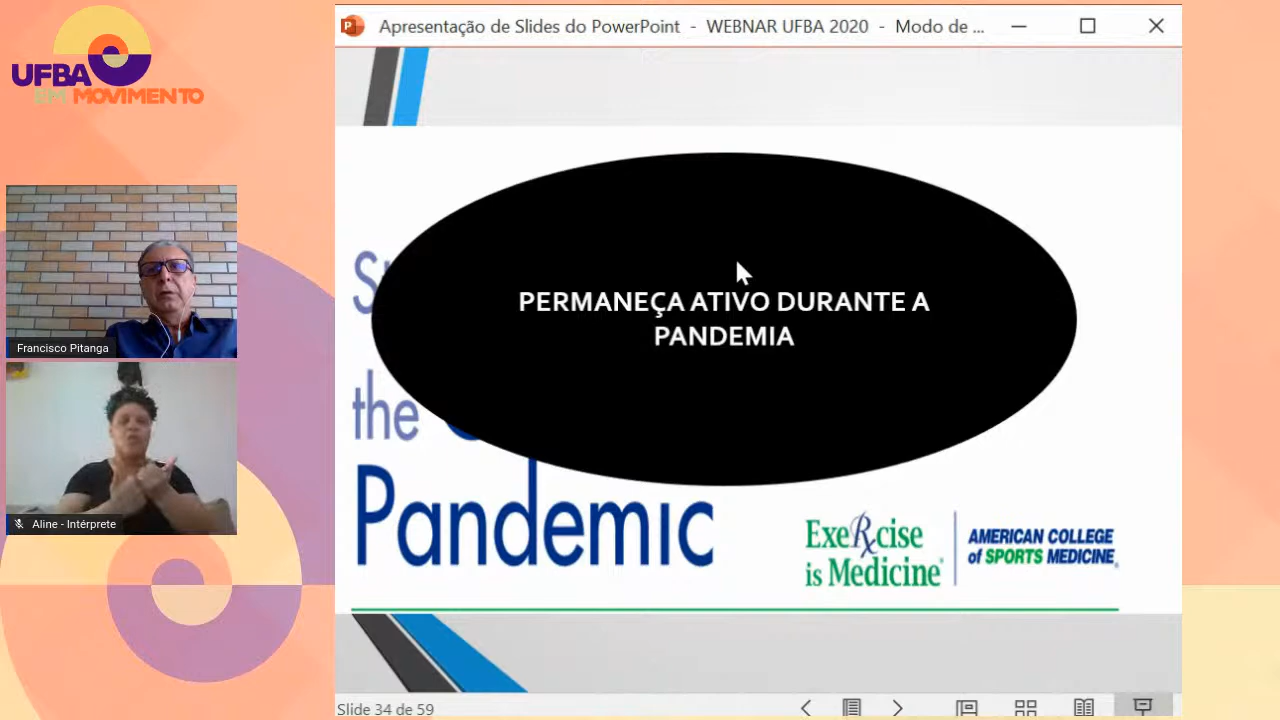 UFBA
EM MOVIMENTO
Apresentação de Slides do PowerPoint - WEBNAR UFBA 2020 - Modo de ...
Francisco Pitanga
Aline - Intérprete
PERMANEÇA ATIVO DURANTE A
PANDEMIA
the
Pandemic
ExeRcise
is Medicine®
AMERICAN COLLEGE
of SPORTS MEDICINE®
Slide 34 de 59